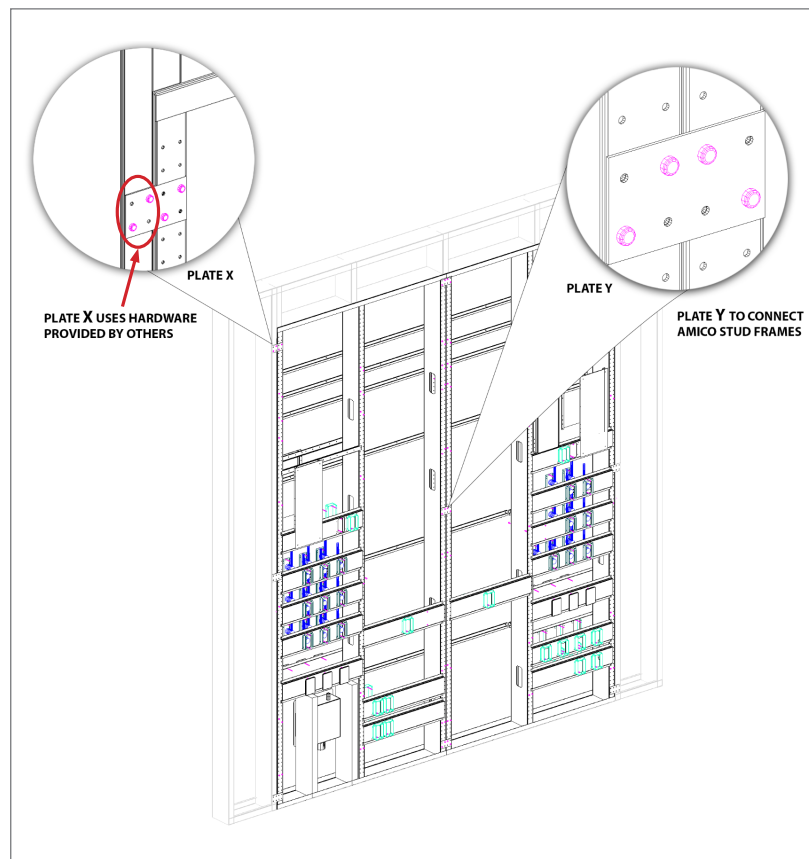 PLATE X
PLATE X USES HARDWARE
PROVIDED BY OTHERS
PLATE Y
PLATE Y TO CONNECT
AMICO STUD FRAMES